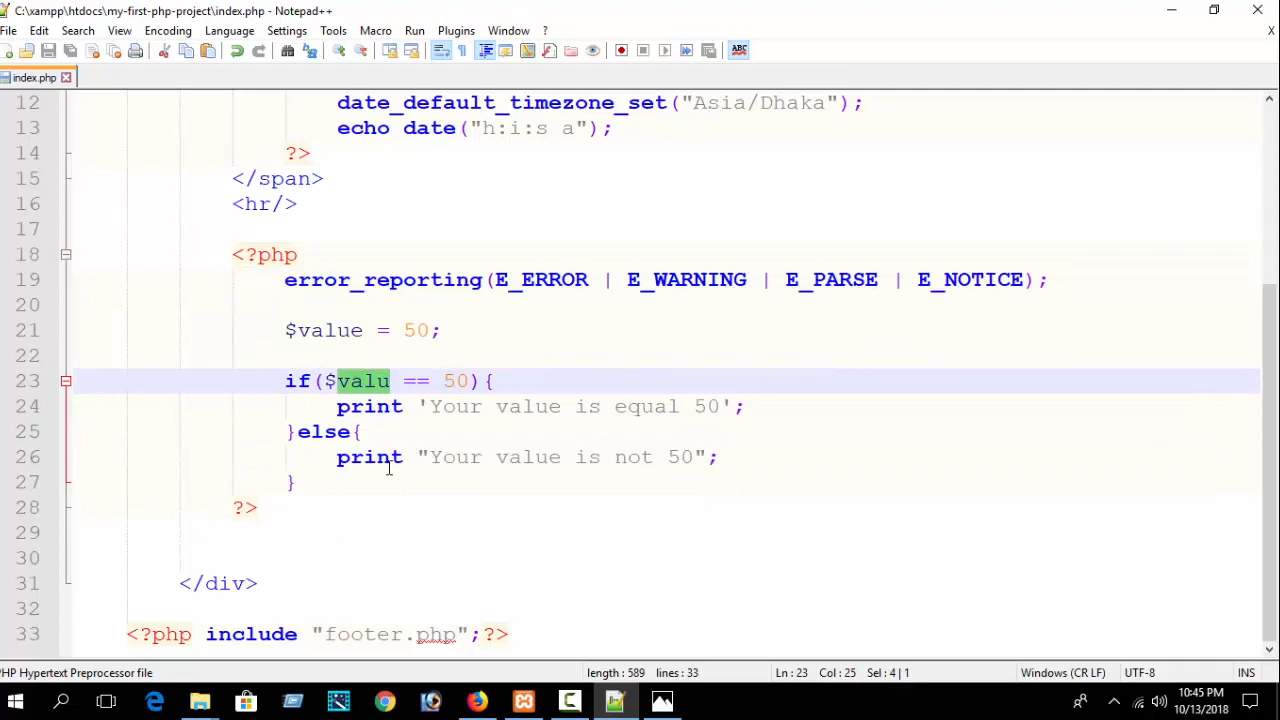 C:\xampp\htdocs\my-first-php-project\index.php - Notepad++
File Edit Search View Encoding Language Settings Tools Macro Run Plugins Window ?
ABC
index.php
12 date_default_timezone_set("Asia/Dhaka");
13 echo date("h:i:s a");
14 ?>
15 </span>
16 <hr/>
17
18 <?php
19 error_reporting(E_ERROR | E_WARNING | E_PARSE | E_NOTICE);
20
21 $value = 50;
22
23 if($valu == 50){
24 print 'Your value is equal 50';
25 }else{
26 print "Your value is not 50";
27 }
28 ?>
29
30
31 </div>
32
33 <?php include "footer.php";?>
PHP Hypertext Preprocessor file length : 589 lines : 33 Ln : 23 Col : 25 Sel : 4 | 1 Windows (CR LF) UTF-8 INS
10:45 PM
10/13/2018